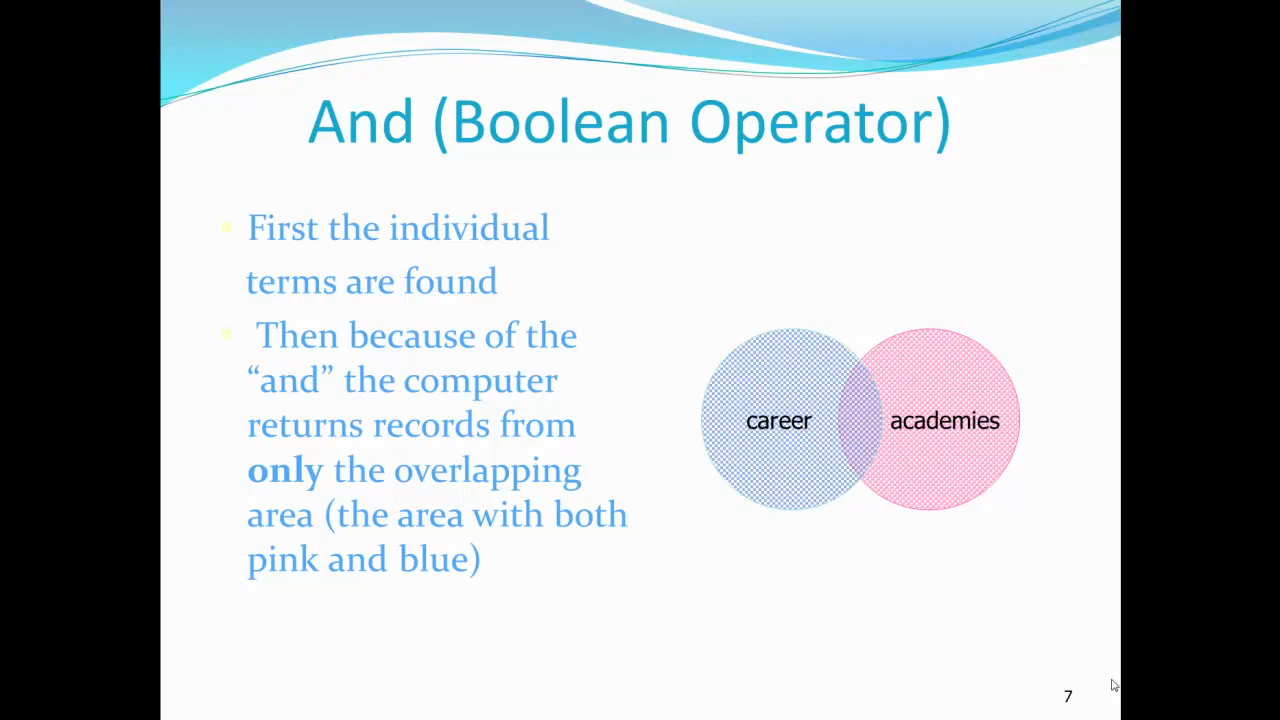 And (Boolean Operator)
• First the individual
terms are found
• Then because of the
“and” the computer
returns records from
only the overlapping
area (the area with both
pink and blue)
career
academies
7